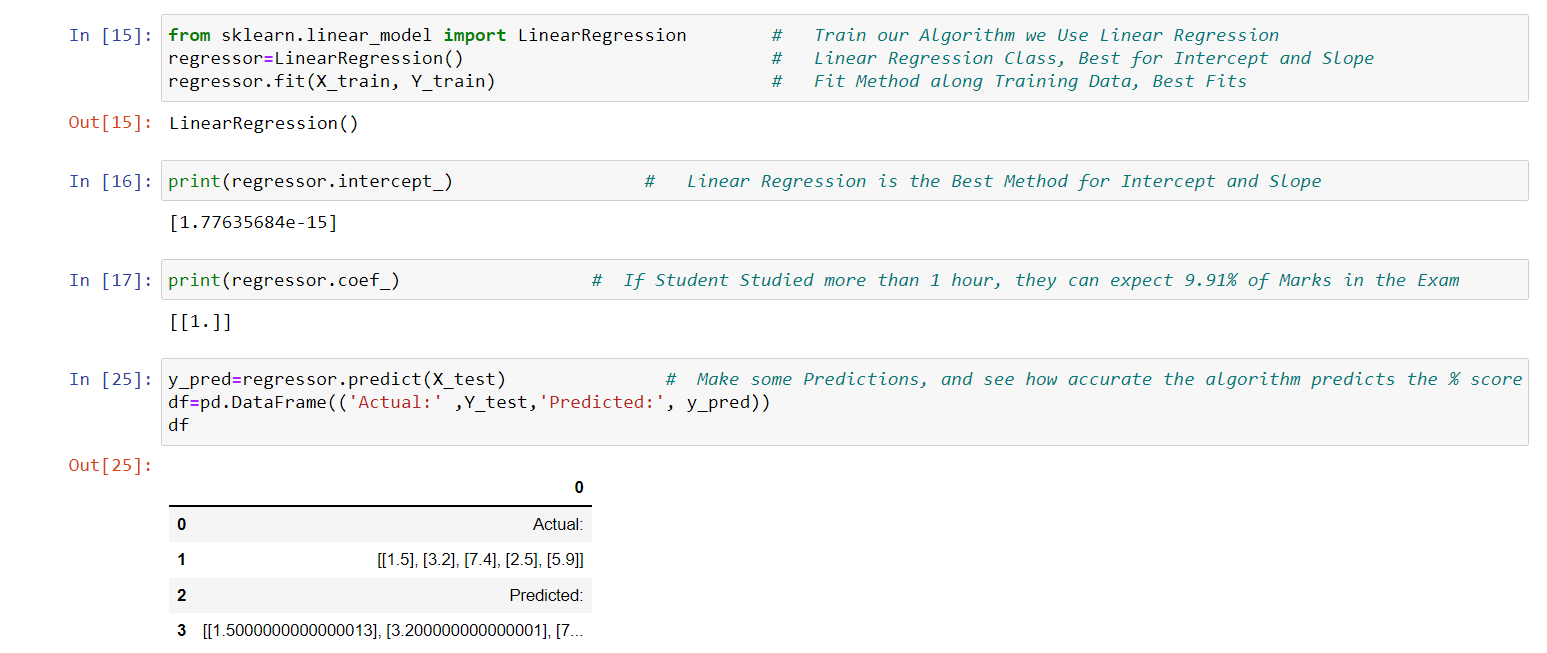 In [15]: from sklearn.linear_model import LinearRegression # Train our Algorithm we Use Linear Regression
regressor=LinearRegression() # Linear Regression Class, Best for Intercept and Slope
regressor.fit(X_train, Y_train) # Fit Method along Training Data, Best Fits
Out[15]: LinearRegression()
In [16]: print(regressor.intercept_) # Linear Regression is the Best Method for Intercept and Slope
[1.77635684e-15]
In [17]: print(regressor.coef_) # If Student Studied more than 1 hour, they can expect 9.91% of Marks in the Exam
[[1.]]
In [25]: y_pred=regressor.predict(X_test) # Make some Predictions, and see how accurate the algorithm predicts the % score
df=pd.DataFrame(('Actual:' ,Y_test,'Predicted:', y_pred))
df
Out[25]:
0
0 Actual:
1 [[1.5], [3.2], [7.4], [2.5], [5.9]]
2 Predicted:
3 [[1.5000000000000013], [3.200000000000001], [7...